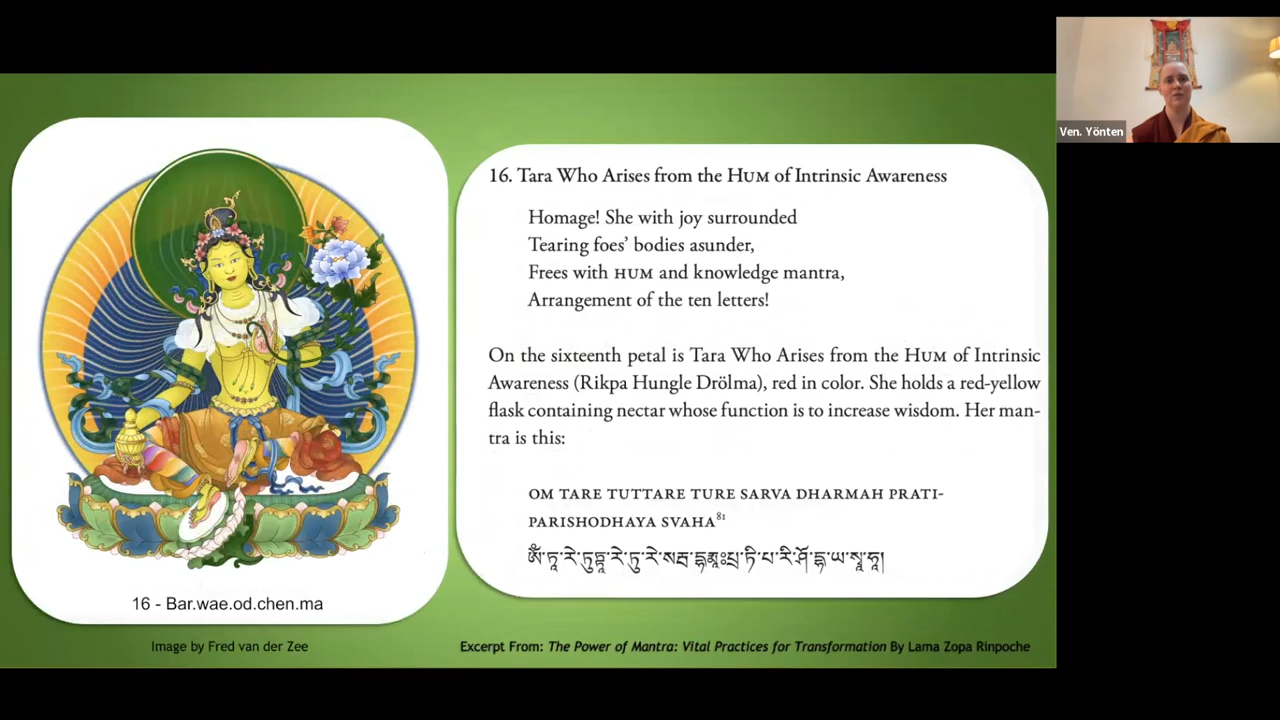 Ven. Yönten
16. Tara Who Arises from the HUM of Intrinsic Awareness
Homage! She with joy surrounded
Tearing foes’ bodies asunder,
Frees with HUM and knowledge mantra,
Arrangement of the ten letters!
On the sixteenth petal is Tara Who Arises from the HUM of Intrinsic
Awareness (Rikpa Hungle Drölma), red in color. She holds a red-yellow
flask containing nectar whose function is to increase wisdom. Her man-
tra is this:
OM TARE TUTTARE TURE SARVA DHARMAH PRATI-
PARISHODHAYA SVAHA81
ༀ་ཏཱ་རེ་ཏུཏྟཱ་རེ་ཏུ་རེ་སརྦ་དྷརྨཿཔྲ་ཏི་པ་རི་ཤོ་དྷ་ཡ་སྭཱ་ཧཱ།
16 - Bar.wae.od.chen.ma
Image by Fred van der Zee
Excerpt From: The Power of Mantra: Vital Practices for Transformation By Lama Zopa Rinpoche